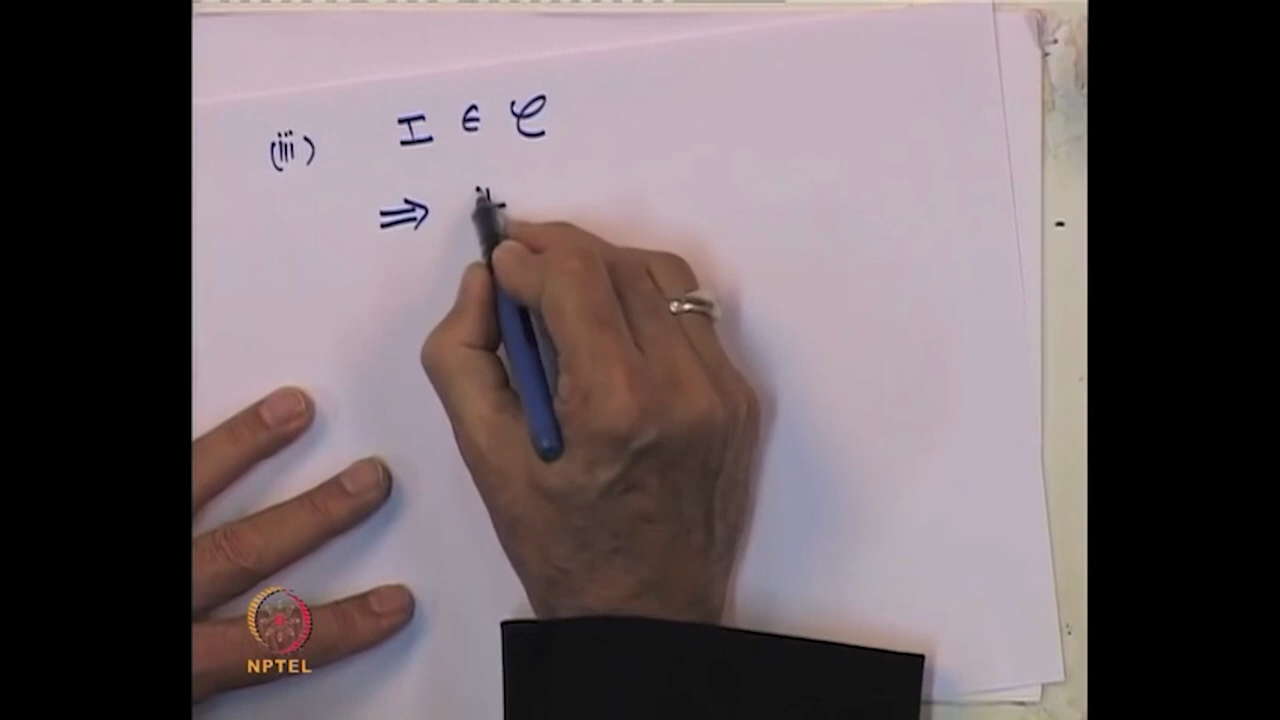 (iii) I ∈ 𝒞
⇒
NPTEL